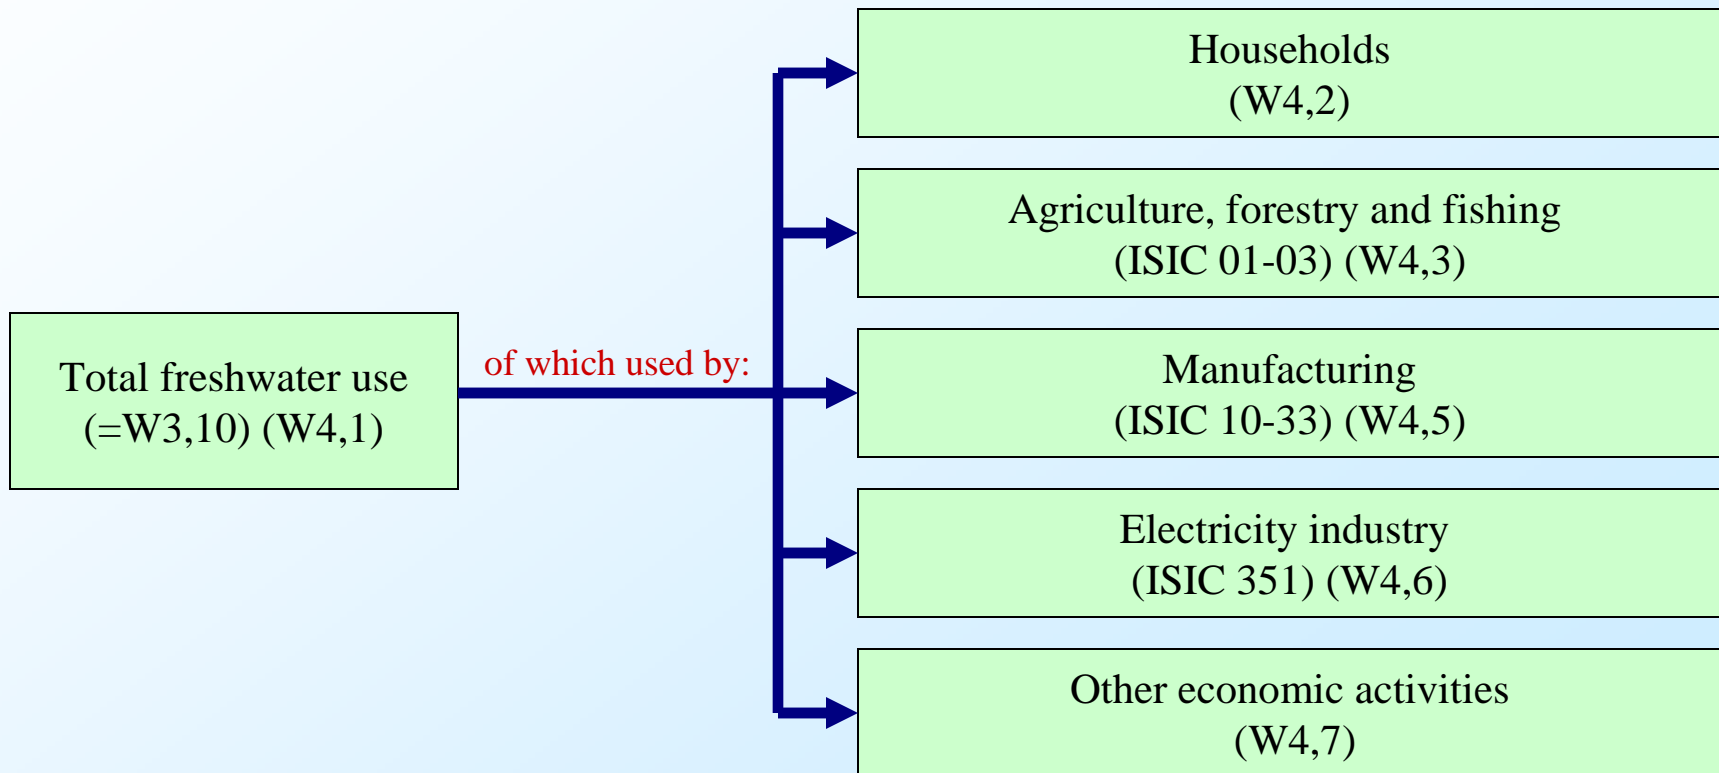 Total freshwater use
(=W3,10) (W4,1)
of which used by:
Households
(W4,2)
Agriculture, forestry and fishing
(ISIC 01-03) (W4,3)
Manufacturing
(ISIC 10-33) (W4,5)
Electricity industry
(ISIC 351) (W4,6)
Other economic activities
(W4,7)